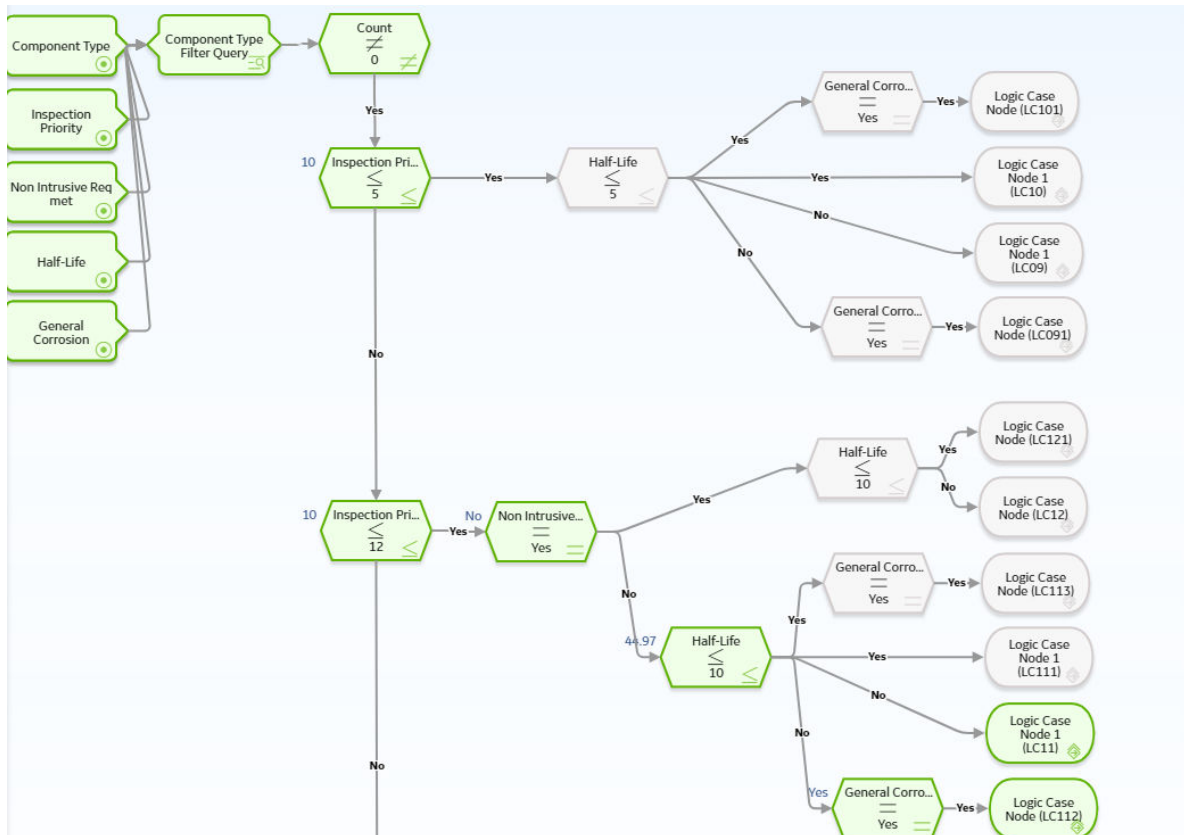 Component Type
Component Type
Filter Query
Count
≠
0
Inspection
Priority
Non Intrusive Req
met
Half-Life
General
Corrosion
Yes
10
Inspection Pri...
≤
5
Yes
Half-Life
≤
5
Yes
General Corro...
=
Yes
Yes
Logic Case
Node (LC101)
Yes
Logic Case
Node 1
(LC10)
No
Logic Case
Node 1
(LC09)
No
General Corro...
=
Yes
Yes
Logic Case
Node (LC091)
No
10
Inspection Pri...
≤
12
Yes
No
Non Intrusive...
=
Yes
Yes
Half-Life
≤
10
Yes
Logic Case
Node (LC121)
No
Logic Case
Node (LC12)
No
44.97
Half-Life
≤
10
Yes
General Corro...
=
Yes
Yes
Logic Case
Node (LC113)
Yes
Logic Case
Node 1
(LC111)
No
Logic Case
Node 1
(LC11)
No
Yes
General Corro...
=
Yes
Yes
Logic Case
Node (LC112)
No